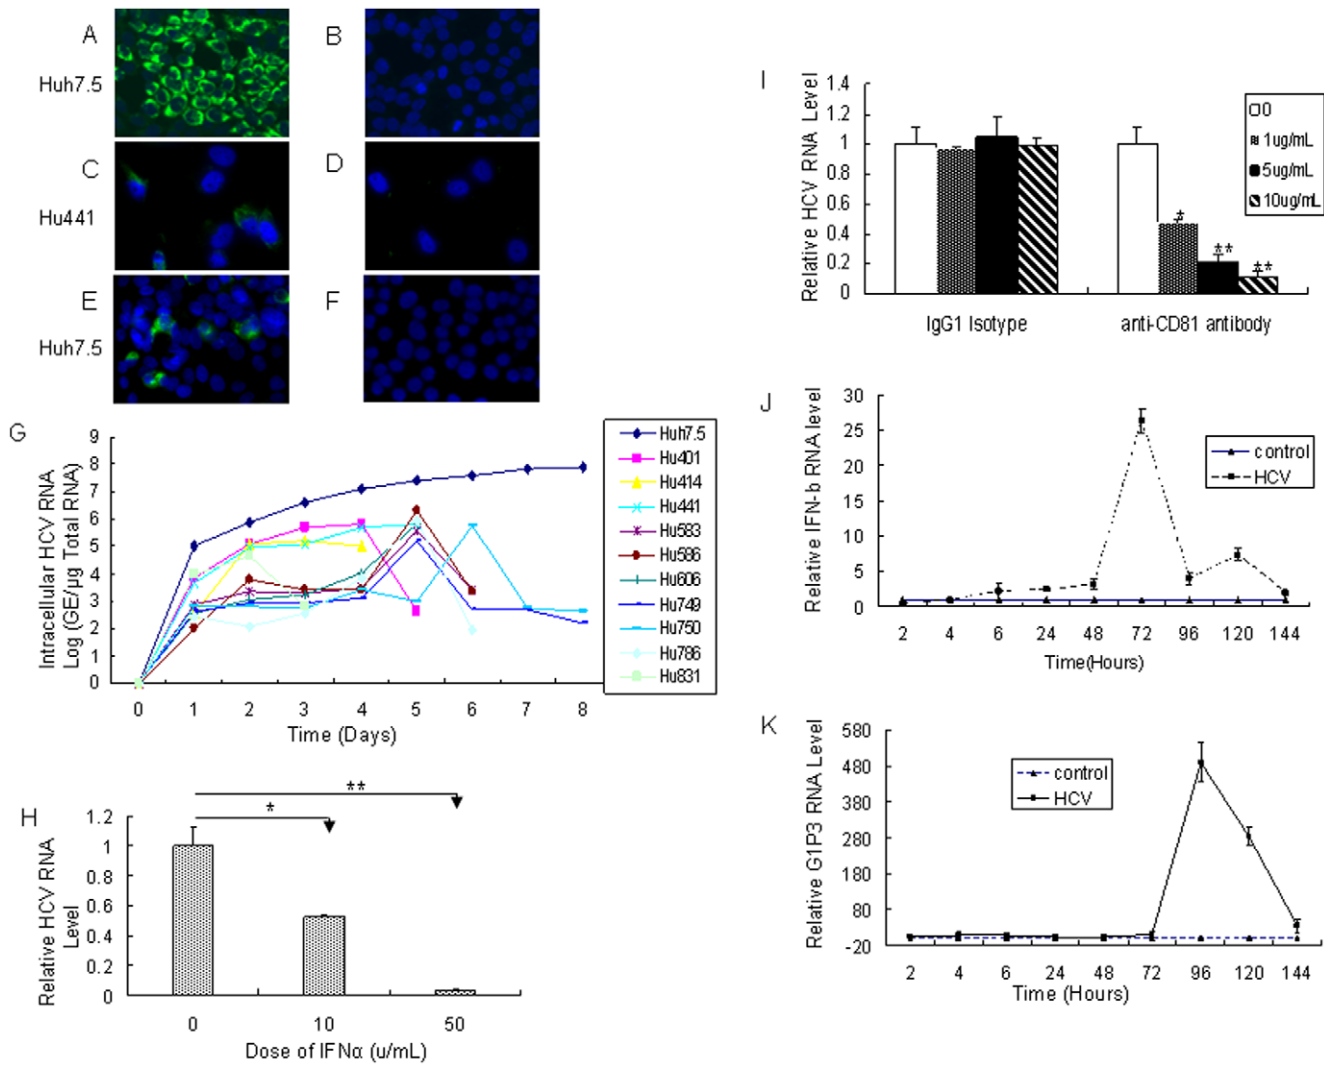 A
B
Huh7.5
C
D
Hu441
E
F
Huh7.5
G
Intracellular HCV RNA
Log (GE/µg Total RNA)
9
8
7
6
5
4
3
2
1
0
0 1 2 3 4 5 6 7 8
Time (Days)
Huh7.5
Hu401
Hu414
Hu441
Hu583
Hu586
Hu606
Hu749
Hu750
Hu786
Hu831
H
Relative HCV RNA
Level
1.2
1
0.8
0.6
0.4
0.2
0
*
**
0 10 50
Dose of IFNα (u/mL)
I
Relative HCV RNA Level
1.4
1.2
1
0.8
0.6
0.4
0.2
0
*
**
**
IgG1 Isotype anti-CD81 antibody
0
1ug/mL
5ug/mL
10ug/mL
J
Relative IFN-b RNA level
30
25
20
15
10
5
0
2 4 6 24 48 72 96 120 144
Time(Hours)
control
HCV
K
Relative G1P3 RNA Level
580
480
380
280
180
80
-20
2 4 6 24 48 72 96 120 144
Time (Hours)
control
HCV